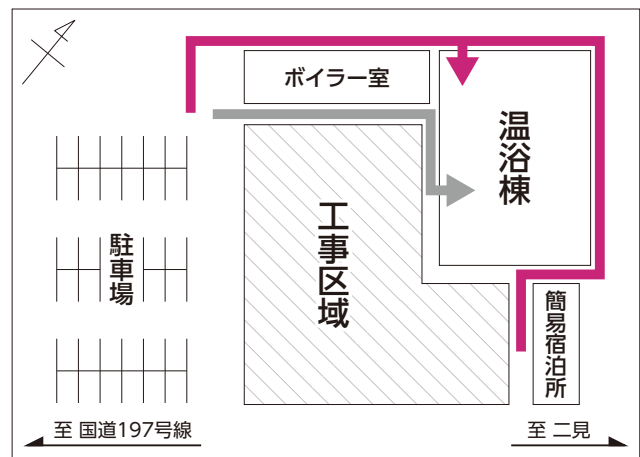 ボイラー室
温浴棟
工事区域
駐車場
簡易宿泊所
至 国道197号線
至 二見